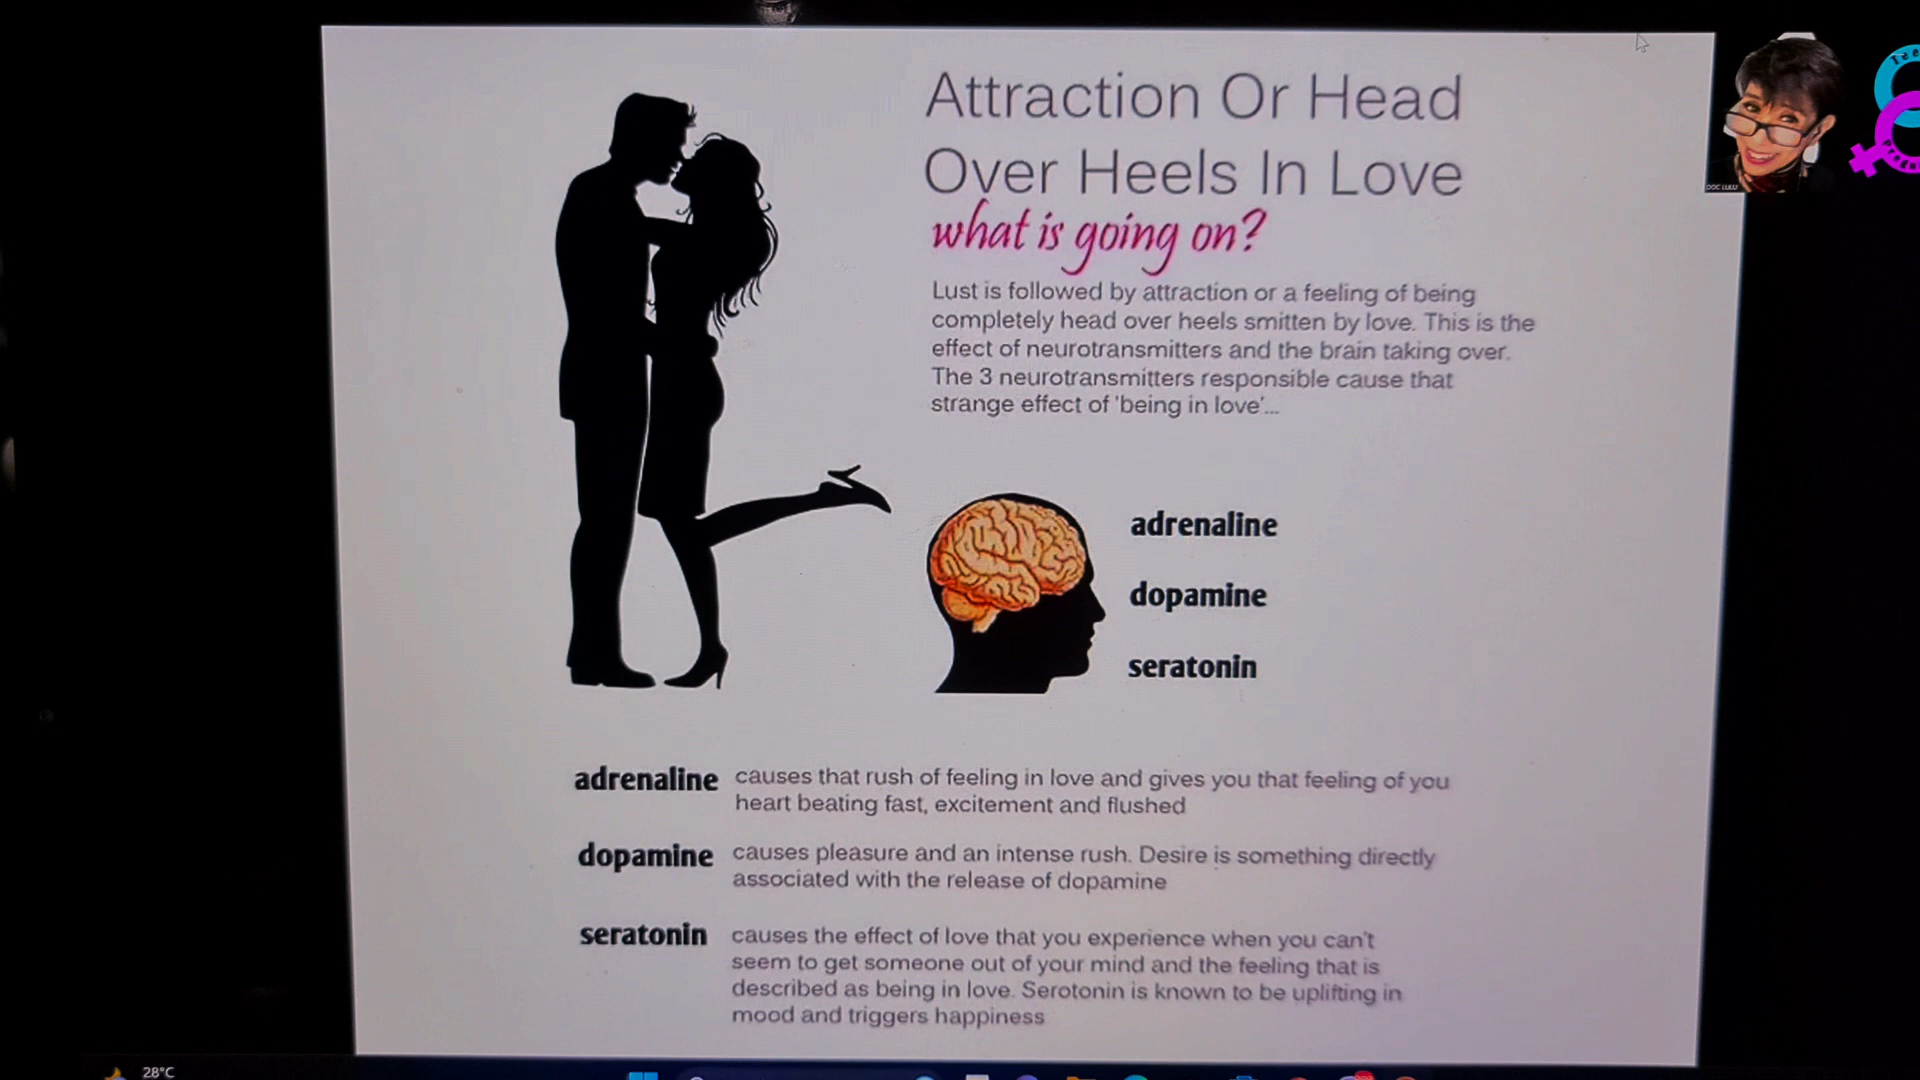 Attraction Or Head
Over Heels In Love
what is going on?
Lust is followed by attraction or a feeling of being
completely head over heels smitten by love. This is the
effect of neurotransmitters and the brain taking over.
The 3 neurotransmitters responsible cause that
strange effect of 'being in love'...
adrenaline
dopamine
seratonin
adrenaline causes that rush of feeling in love and gives you that feeling of you
heart beating fast, excitement and flushed
dopamine causes pleasure and an intense rush. Desire is something directly
associated with the release of dopamine
seratonin causes the effect of love that you experience when you can't
seem to get someone out of your mind and the feeling that is
described as being in love. Serotonin is known to be uplifting in
mood and triggers happiness
DOC LULU
28°C